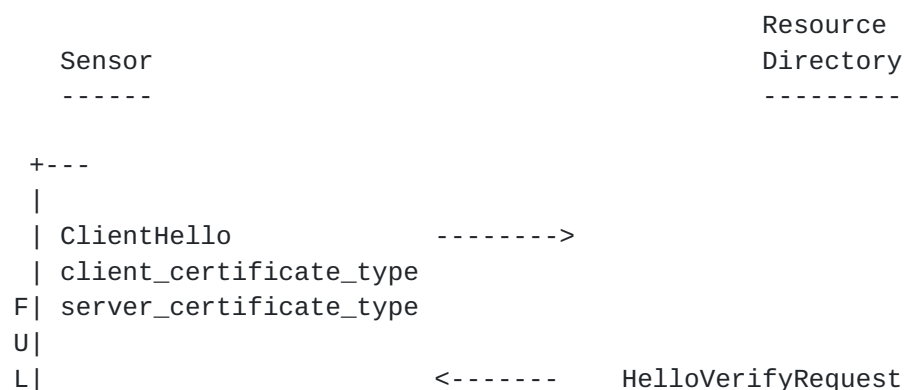 Resource
   Sensor                                        Directory
   ------                                        ---------
 +---
 |
 | ClientHello             -------->
 | client_certificate_type
F| server_certificate_type
U|
L|                         <-------    HelloVerifyRequest